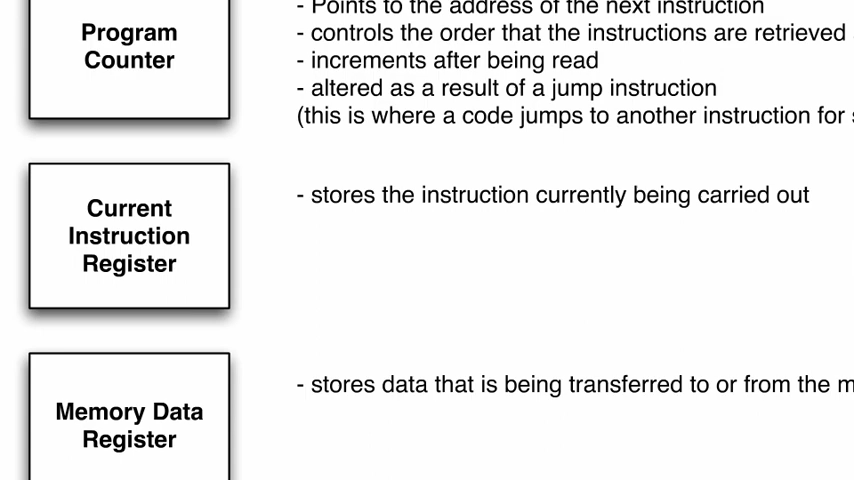 Program
Counter
- Points to the address of the next instruction
- controls the order that the instructions are retrieved
- increments after being read
- altered as a result of a jump instruction
(this is where a code jumps to another instruction for
Current
Instruction
Register
- stores the instruction currently being carried out
Memory Data
Register
- stores data that is being transferred to or from the